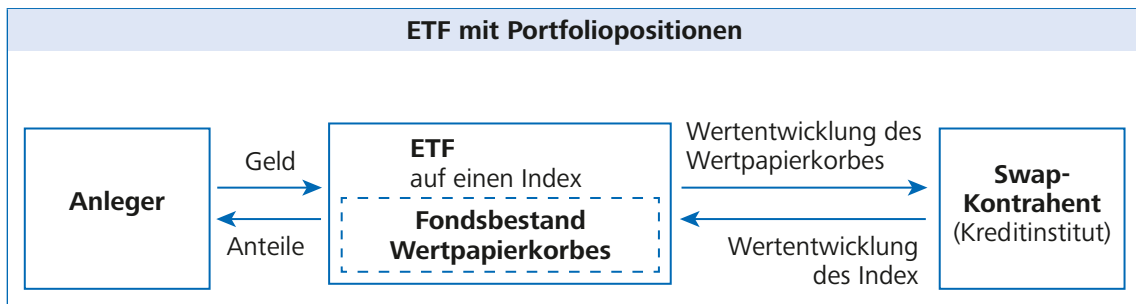 ETF mit Portfoliopositionen
Anleger
Geld
Anteile
ETF
auf einen Index
Fondsbestand
Wertpapierkorbes
Wertentwicklung des
Wertpapierkorbes
Wertentwicklung
des Index
Swap-
Kontrahent
(Kreditinstitut)